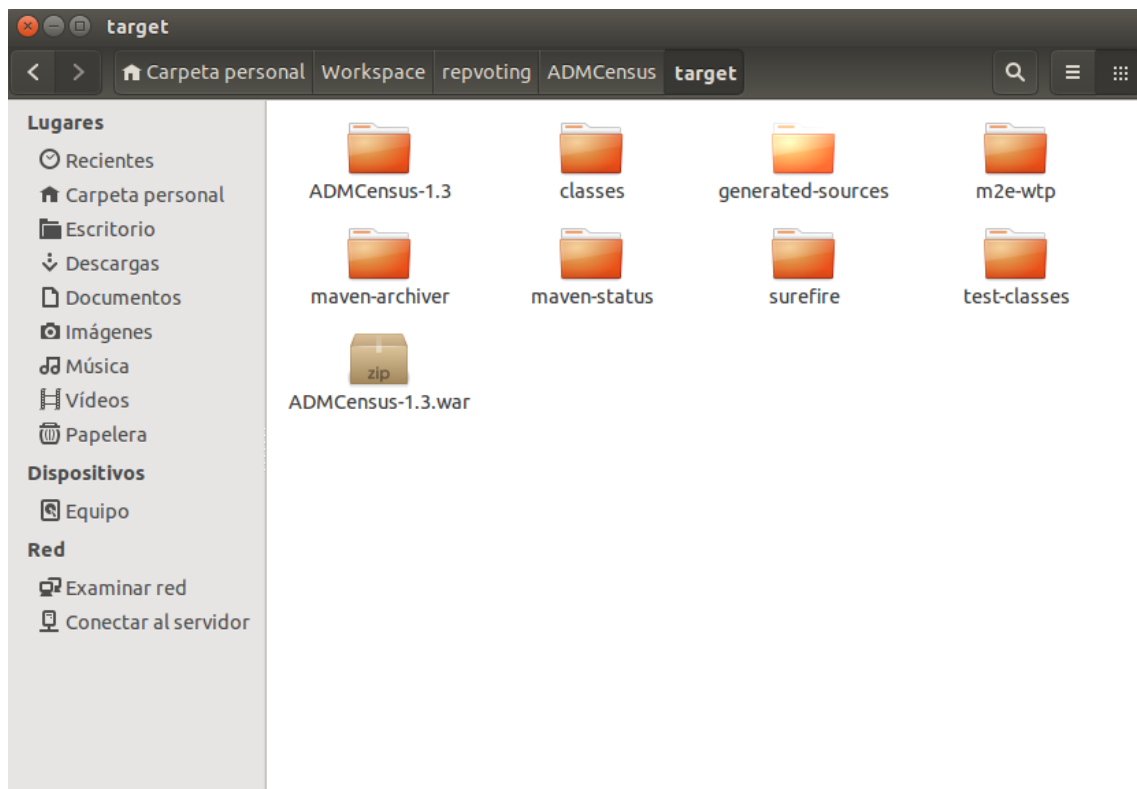 target
Carpeta personal Workspace repvoting ADMCensus target
Lugares
Recientes
Carpeta personal
Escritorio
Descargas
Documentos
Imágenes
Música
Vídeos
Papelera
Dispositivos
Equipo
Red
Examinar red
Conectar al servidor
ADMCensus-1.3 classes generated-sources m2e-wtp
maven-archiver maven-status surefire test-classes
zip
ADMCensus-1.3.war